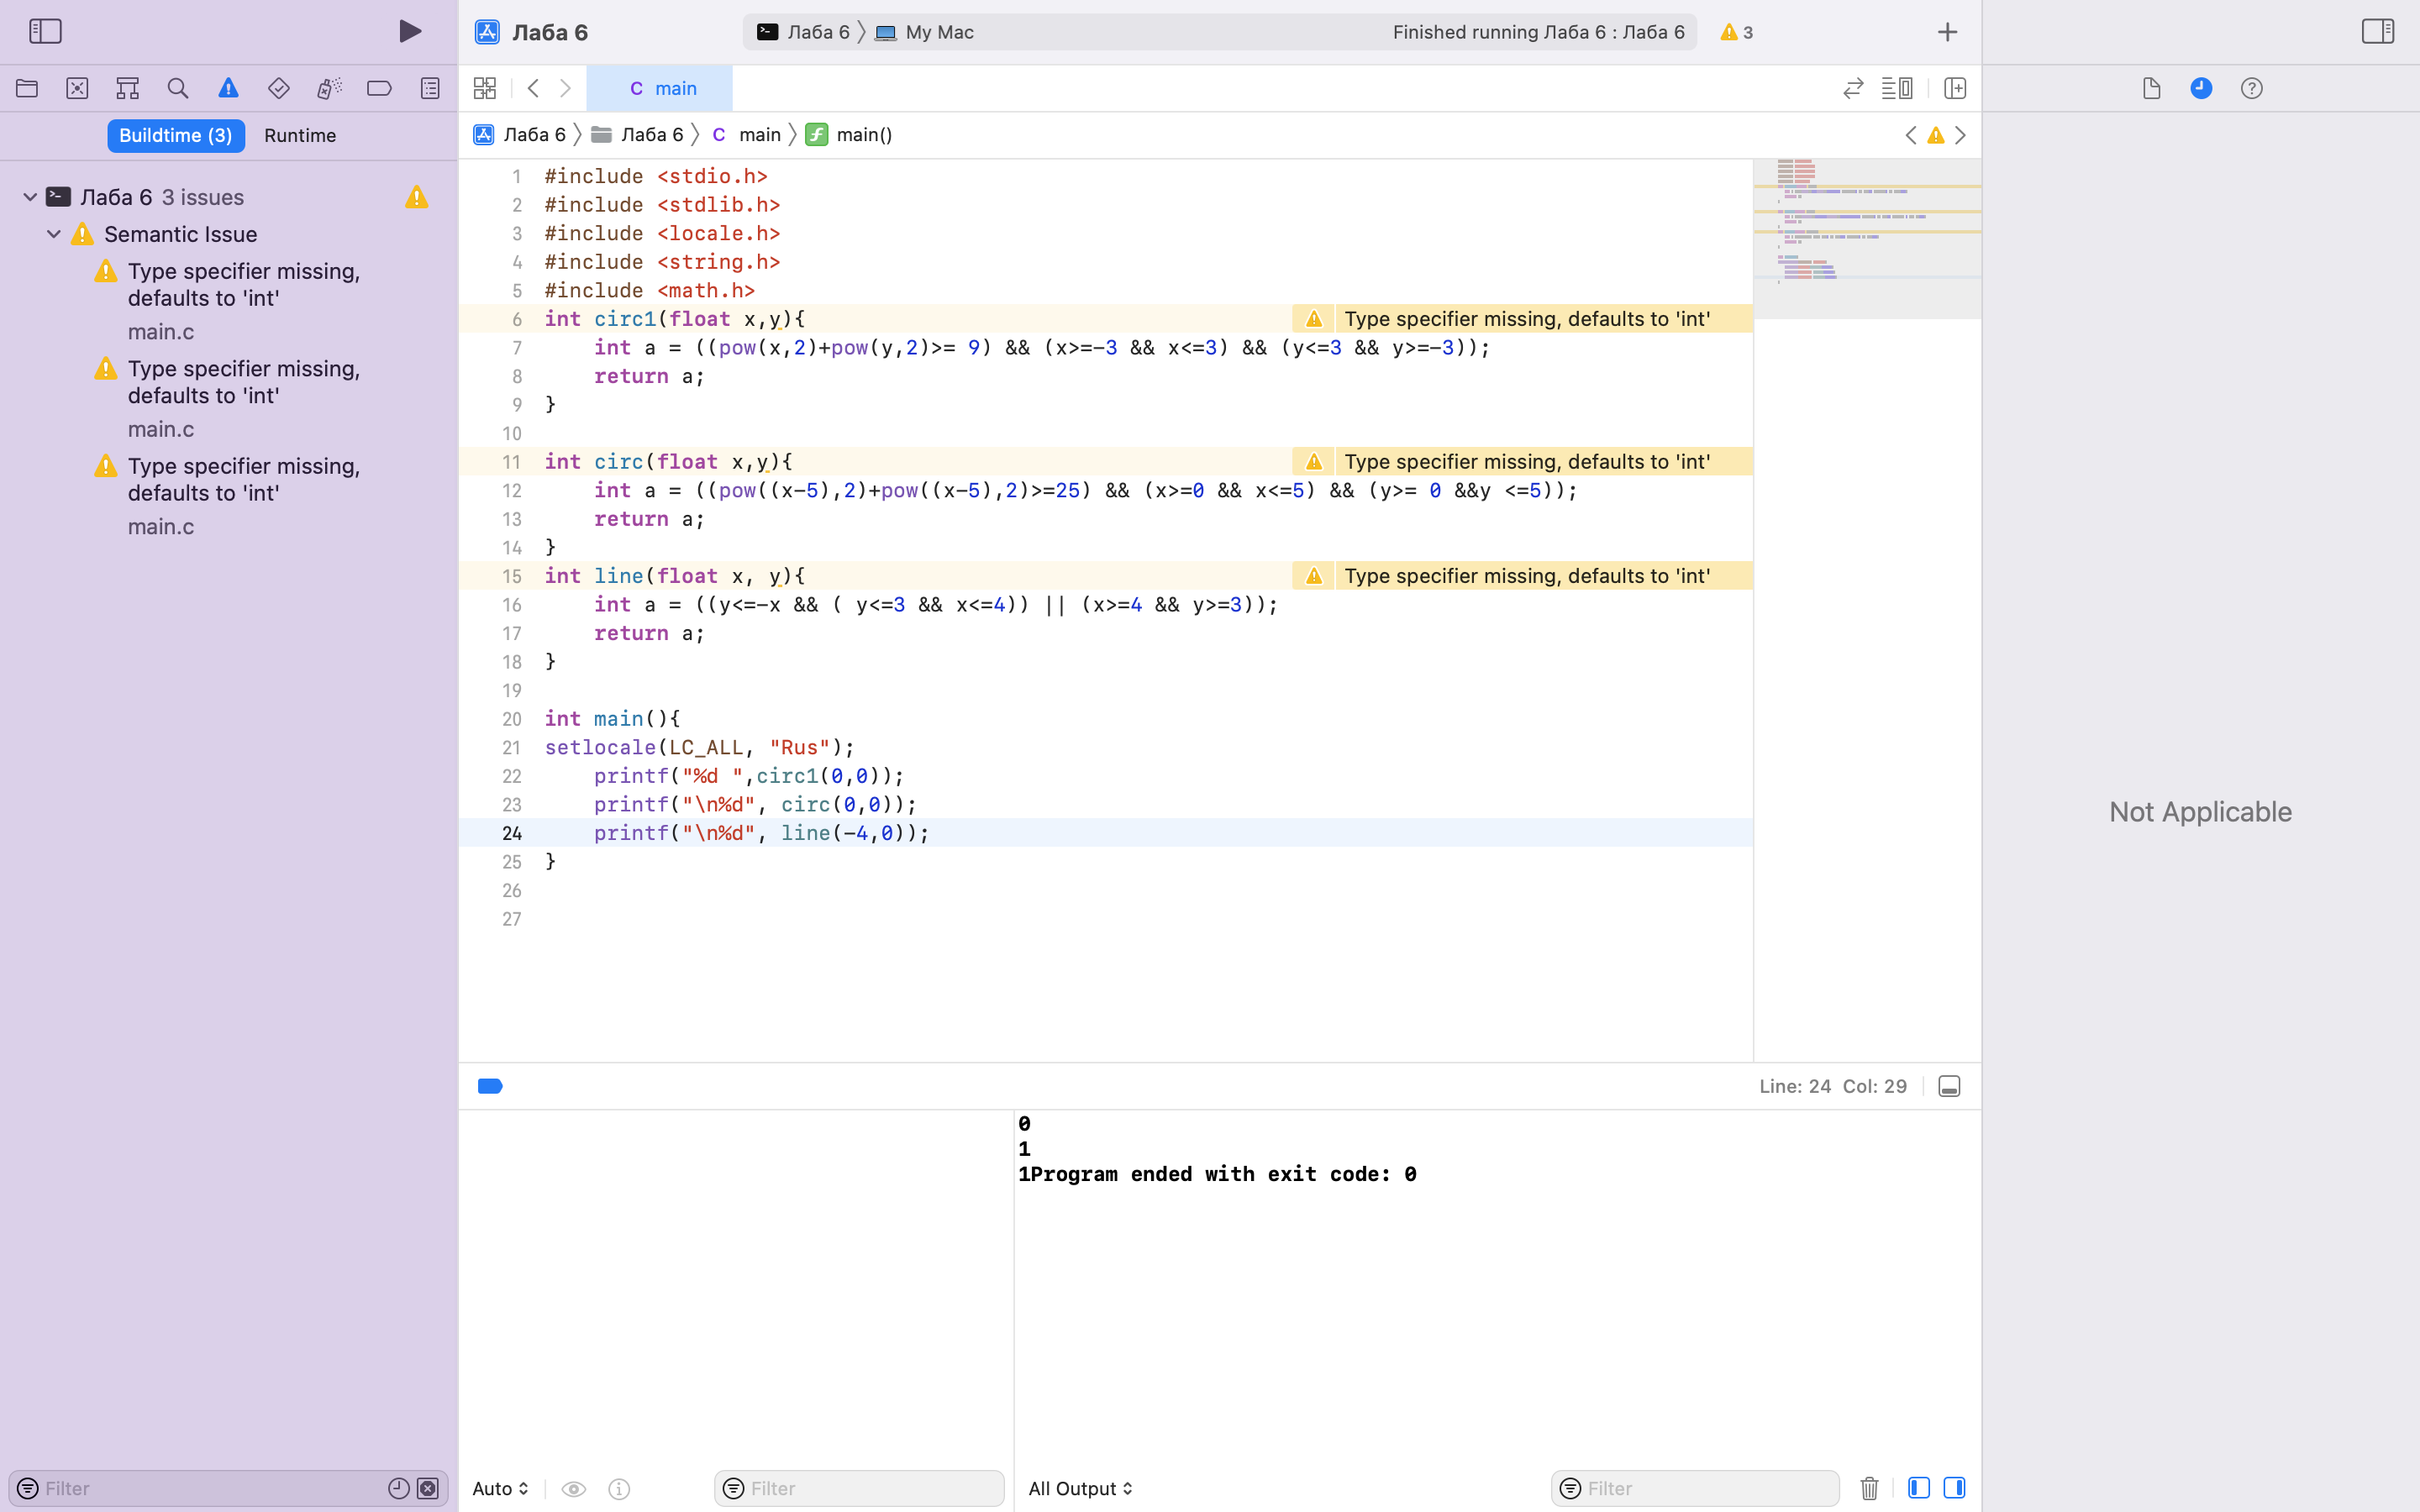 Лаба 6
Лаба 6 〉 My Mac
Finished running Лаба 6 : Лаба 6
3
C main
Buildtime (3) Runtime
Лаба 6 〉 Лаба 6 〉 C main 〉 main()
Лаба 6 3 issues
Semantic Issue
Type specifier missing,
defaults to 'int'
main.c
Type specifier missing,
defaults to 'int'
main.c
Type specifier missing,
defaults to 'int'
main.c
1 #include <stdio.h>
2 #include <stdlib.h>
3 #include <locale.h>
4 #include <string.h>
5 #include <math.h>
6 int circ1(float x,y){ Type specifier missing, defaults to 'int'
7 int a = ((pow(x,2)+pow(y,2)>= 9) && (x>=-3 && x<=3) && (y<=3 && y>=-3));
8 return a;
9 }
10
11 int circ(float x,y){ Type specifier missing, defaults to 'int'
12 int a = ((pow((x-5),2)+pow((x-5),2)>=25) && (x>=0 && x<=5) && (y>= 0 &&y <=5));
13 return a;
14 }
15 int line(float x, y){ Type specifier missing, defaults to 'int'
16 int a = ((y<=-x && ( y<=3 && x<=4)) || (x>=4 && y>=3));
17 return a;
18 }
19
20 int main(){
21 setlocale(LC_ALL, "Rus");
22 printf("%d ",circ1(0,0));
23 printf("\n%d", circ(0,0));
24 printf("\n%d", line(-4,0));
25 }
26
27
Not Applicable
Line: 24 Col: 29
0
1
1Program ended with exit code: 0
Filter
Auto
Filter
All Output
Filter